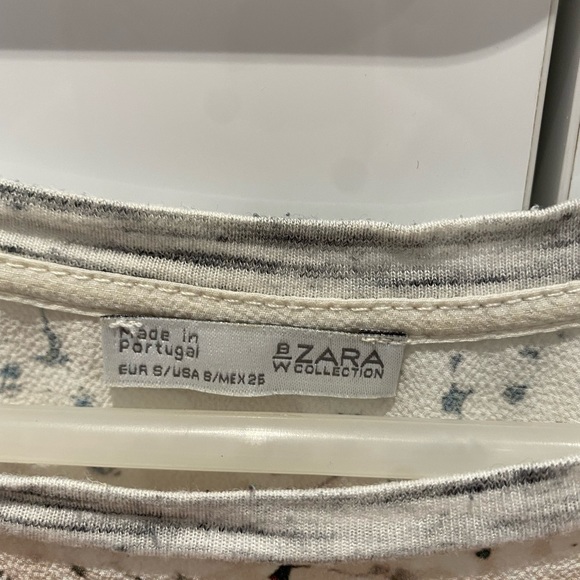 Made in
Portugal
EUR S/USA S/MEX 26
B/W ZARA
COLLECTION